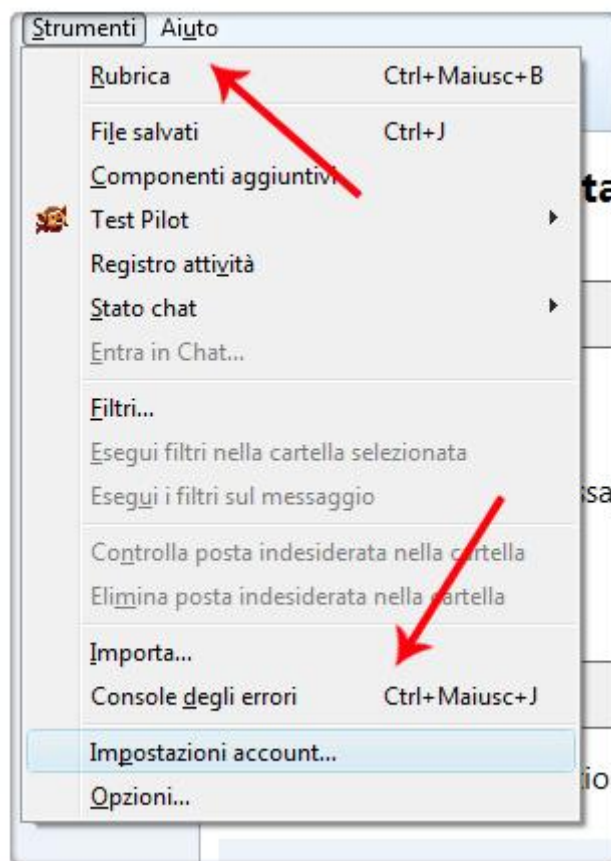 Strumenti Aiuto
Rubrica Ctrl+Maiusc+B
File salvati Ctrl+J
Componenti aggiuntivi
Test Pilot
Registro attività
Stato chat
Entra in Chat...
Filtri...
Esegui filtri nella cartella selezionata
Esegui i filtri sul messaggio
Controlla posta indesiderata nella cartella
Elimina posta indesiderata nella cartella
Importa...
Console degli errori Ctrl+Maiusc+J
Impostazioni account...
Opzioni...